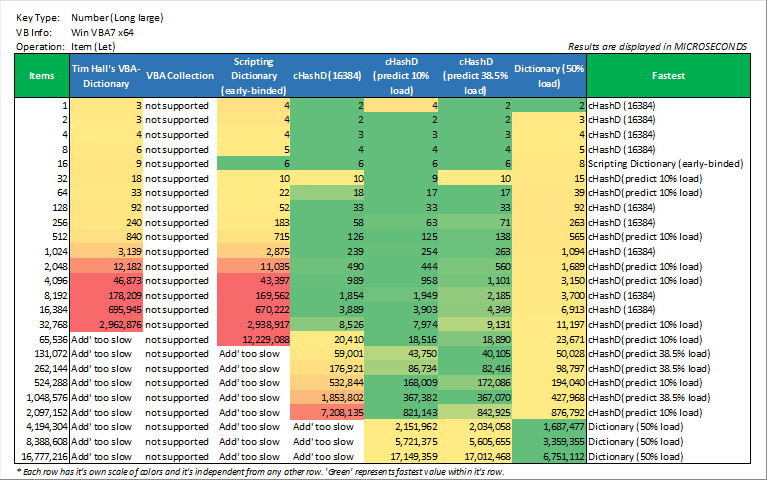 Key Type: Number (Long large)
VB Info: Win VBA7 x64
Operation: Item (Let) Results are displayed in MICROSECONDS
Items Tim Hall's VBA-Dictionary VBA Collection Scripting Dictionary (early-binded) cHashD (16384) cHashD (predict 10% load) cHashD (predict 38.5% load) Dictionary (50% load) Fastest
1 3 not supported 4 2 4 2 2 cHashD (16384)
2 3 not supported 4 2 2 2 3 cHashD (16384)
4 4 not supported 4 3 3 3 4 cHashD (16384)
8 6 not supported 5 4 4 4 5 cHashD (16384)
16 9 not supported 6 6 6 6 8 Scripting Dictionary (early-binded)
32 18 not supported 10 10 9 10 15 cHashD(predict 10% load)
64 33 not supported 22 18 17 17 39 cHashD(predict 10% load)
128 92 not supported 52 33 33 33 92 cHashD (16384)
256 240 not supported 183 58 63 71 263 cHashD (16384)
512 840 not supported 715 126 125 138 565 cHashD(predict 10% load)
1,024 3,139 not supported 2,875 239 254 263 1,094 cHashD (16384)
2,048 12,182 not supported 11,035 490 444 560 1,689 cHashD(predict 10% load)
4,096 46,873 not supported 43,397 989 958 1,101 3,150 cHashD(predict 10% load)
8,192 178,209 not supported 169,562 1,854 1,949 2,185 3,700 cHashD (16384)
16,384 695,945 not supported 670,222 3,889 3,903 4,349 6,913 cHashD (16384)
32,768 2,962,876 not supported 2,938,917 8,526 7,974 9,131 11,197 cHashD(predict 10% load)
65,536 Add' too slow not supported 12,229,088 20,410 18,516 18,890 23,671 cHashD(predict 10% load)
131,072 Add' too slow not supported Add' too slow 59,001 43,750 40,105 50,028 cHashD(predict 38.5% load)
262,144 Add' too slow not supported Add' too slow 176,921 86,734 82,416 98,797 cHashD(predict 38.5% load)
524,288 Add' too slow not supported Add' too slow 532,844 168,009 172,086 194,040 cHashD(predict 10% load)
1,048,576 Add' too slow not supported Add' too slow 1,853,802 367,382 367,070 427,968 cHashD(predict 38.5% load)
2,097,152 Add' too slow not supported Add' too slow 7,208,135 821,143 842,925 876,792 cHashD(predict 10% load)
4,194,304 Add' too slow not supported Add' too slow Add' too slow 2,151,962 2,034,058 1,687,477 Dictionary (50% load)
8,388,608 Add' too slow not supported Add' too slow Add' too slow 5,721,375 5,605,655 3,359,355 Dictionary (50% load)
16,777,216 Add' too slow not supported Add' too slow Add' too slow 17,149,359 17,012,468 6,751,112 Dictionary (50% load)
* Each row has it's own scale of colors and it's independent from any other row. 'Green' represents fastest value within it's row.